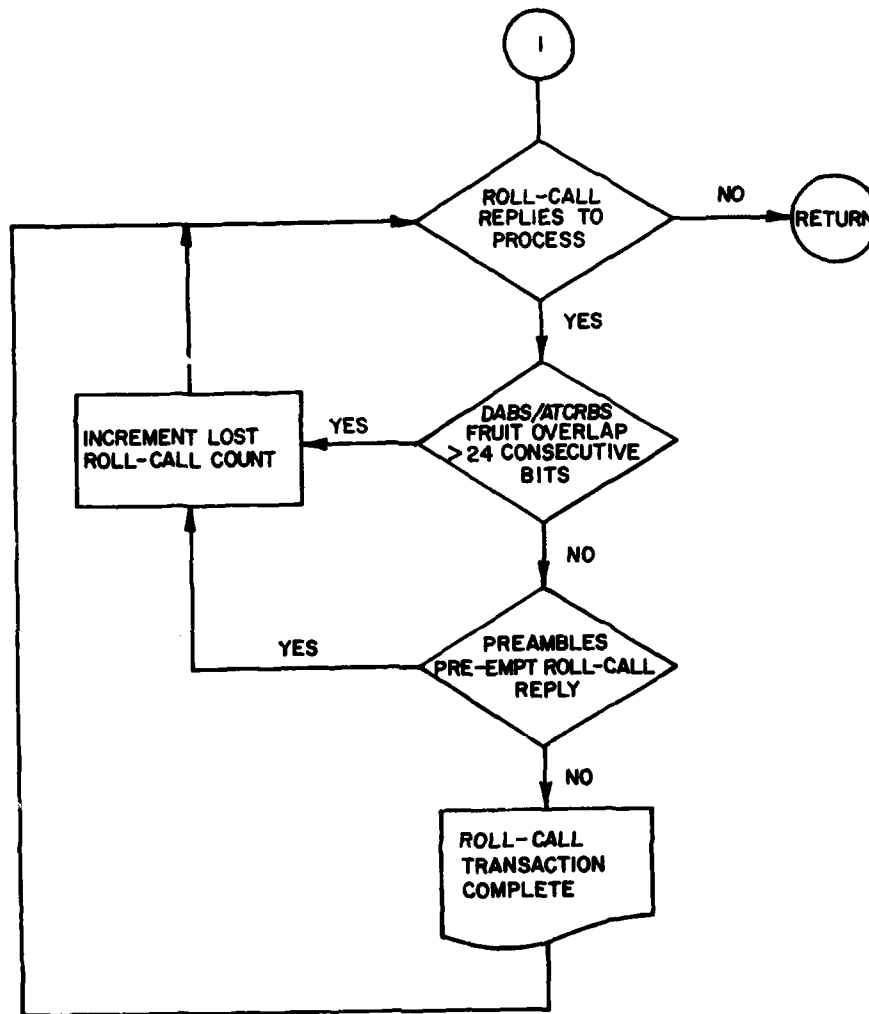 1
ROLL-CALL
REPLIES TO
PROCESS
NO
RETURN
YES
DABS/ATCRBS
FRUIT OVERLAP
>24 CONSECUTIVE
BITS
YES
INCREMENT LOST
ROLL-CALL COUNT
NO
PREAMBLES
PRE-EMPT ROLL-CALL
REPLY
YES
NO
ROLL-CALL
TRANSACTION
COMPLETE